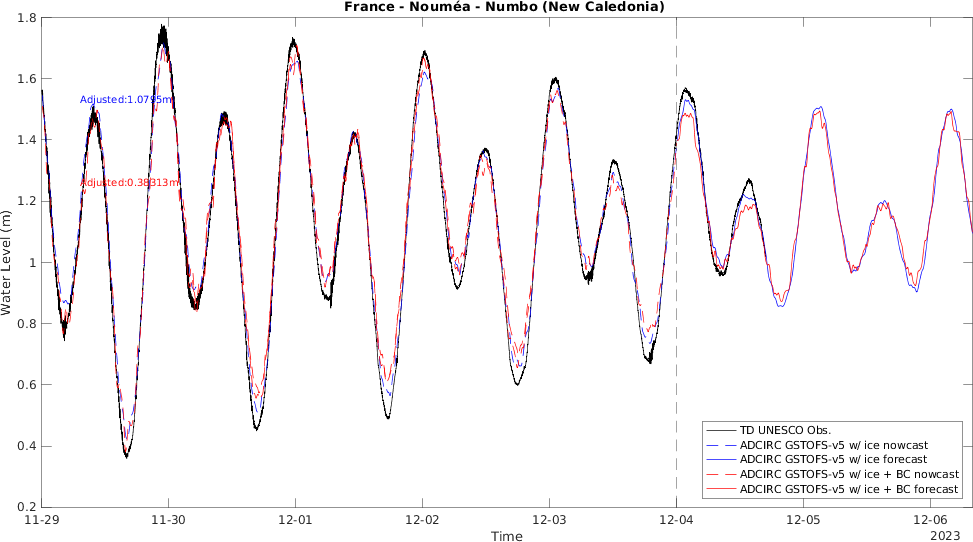 France - Nouméa - Numbo (New Caledonia)
1.8
1.6
1.4
1.2
1
0.8
0.6
0.4
0.2
Water Level (m)
Adjusted:1.0795m
Adjusted:0.38313m
TD UNESCO Obs.
ADCIRC GSTOFS-v5 w/ ice nowcast
ADCIRC GSTOFS-v5 w/ ice forecast
ADCIRC GSTOFS-v5 w/ ice + BC nowcast
ADCIRC GSTOFS-v5 w/ ice + BC forecast
11-29 11-30 12-01 12-02 12-03 12-04 12-05 12-06
Time
2023